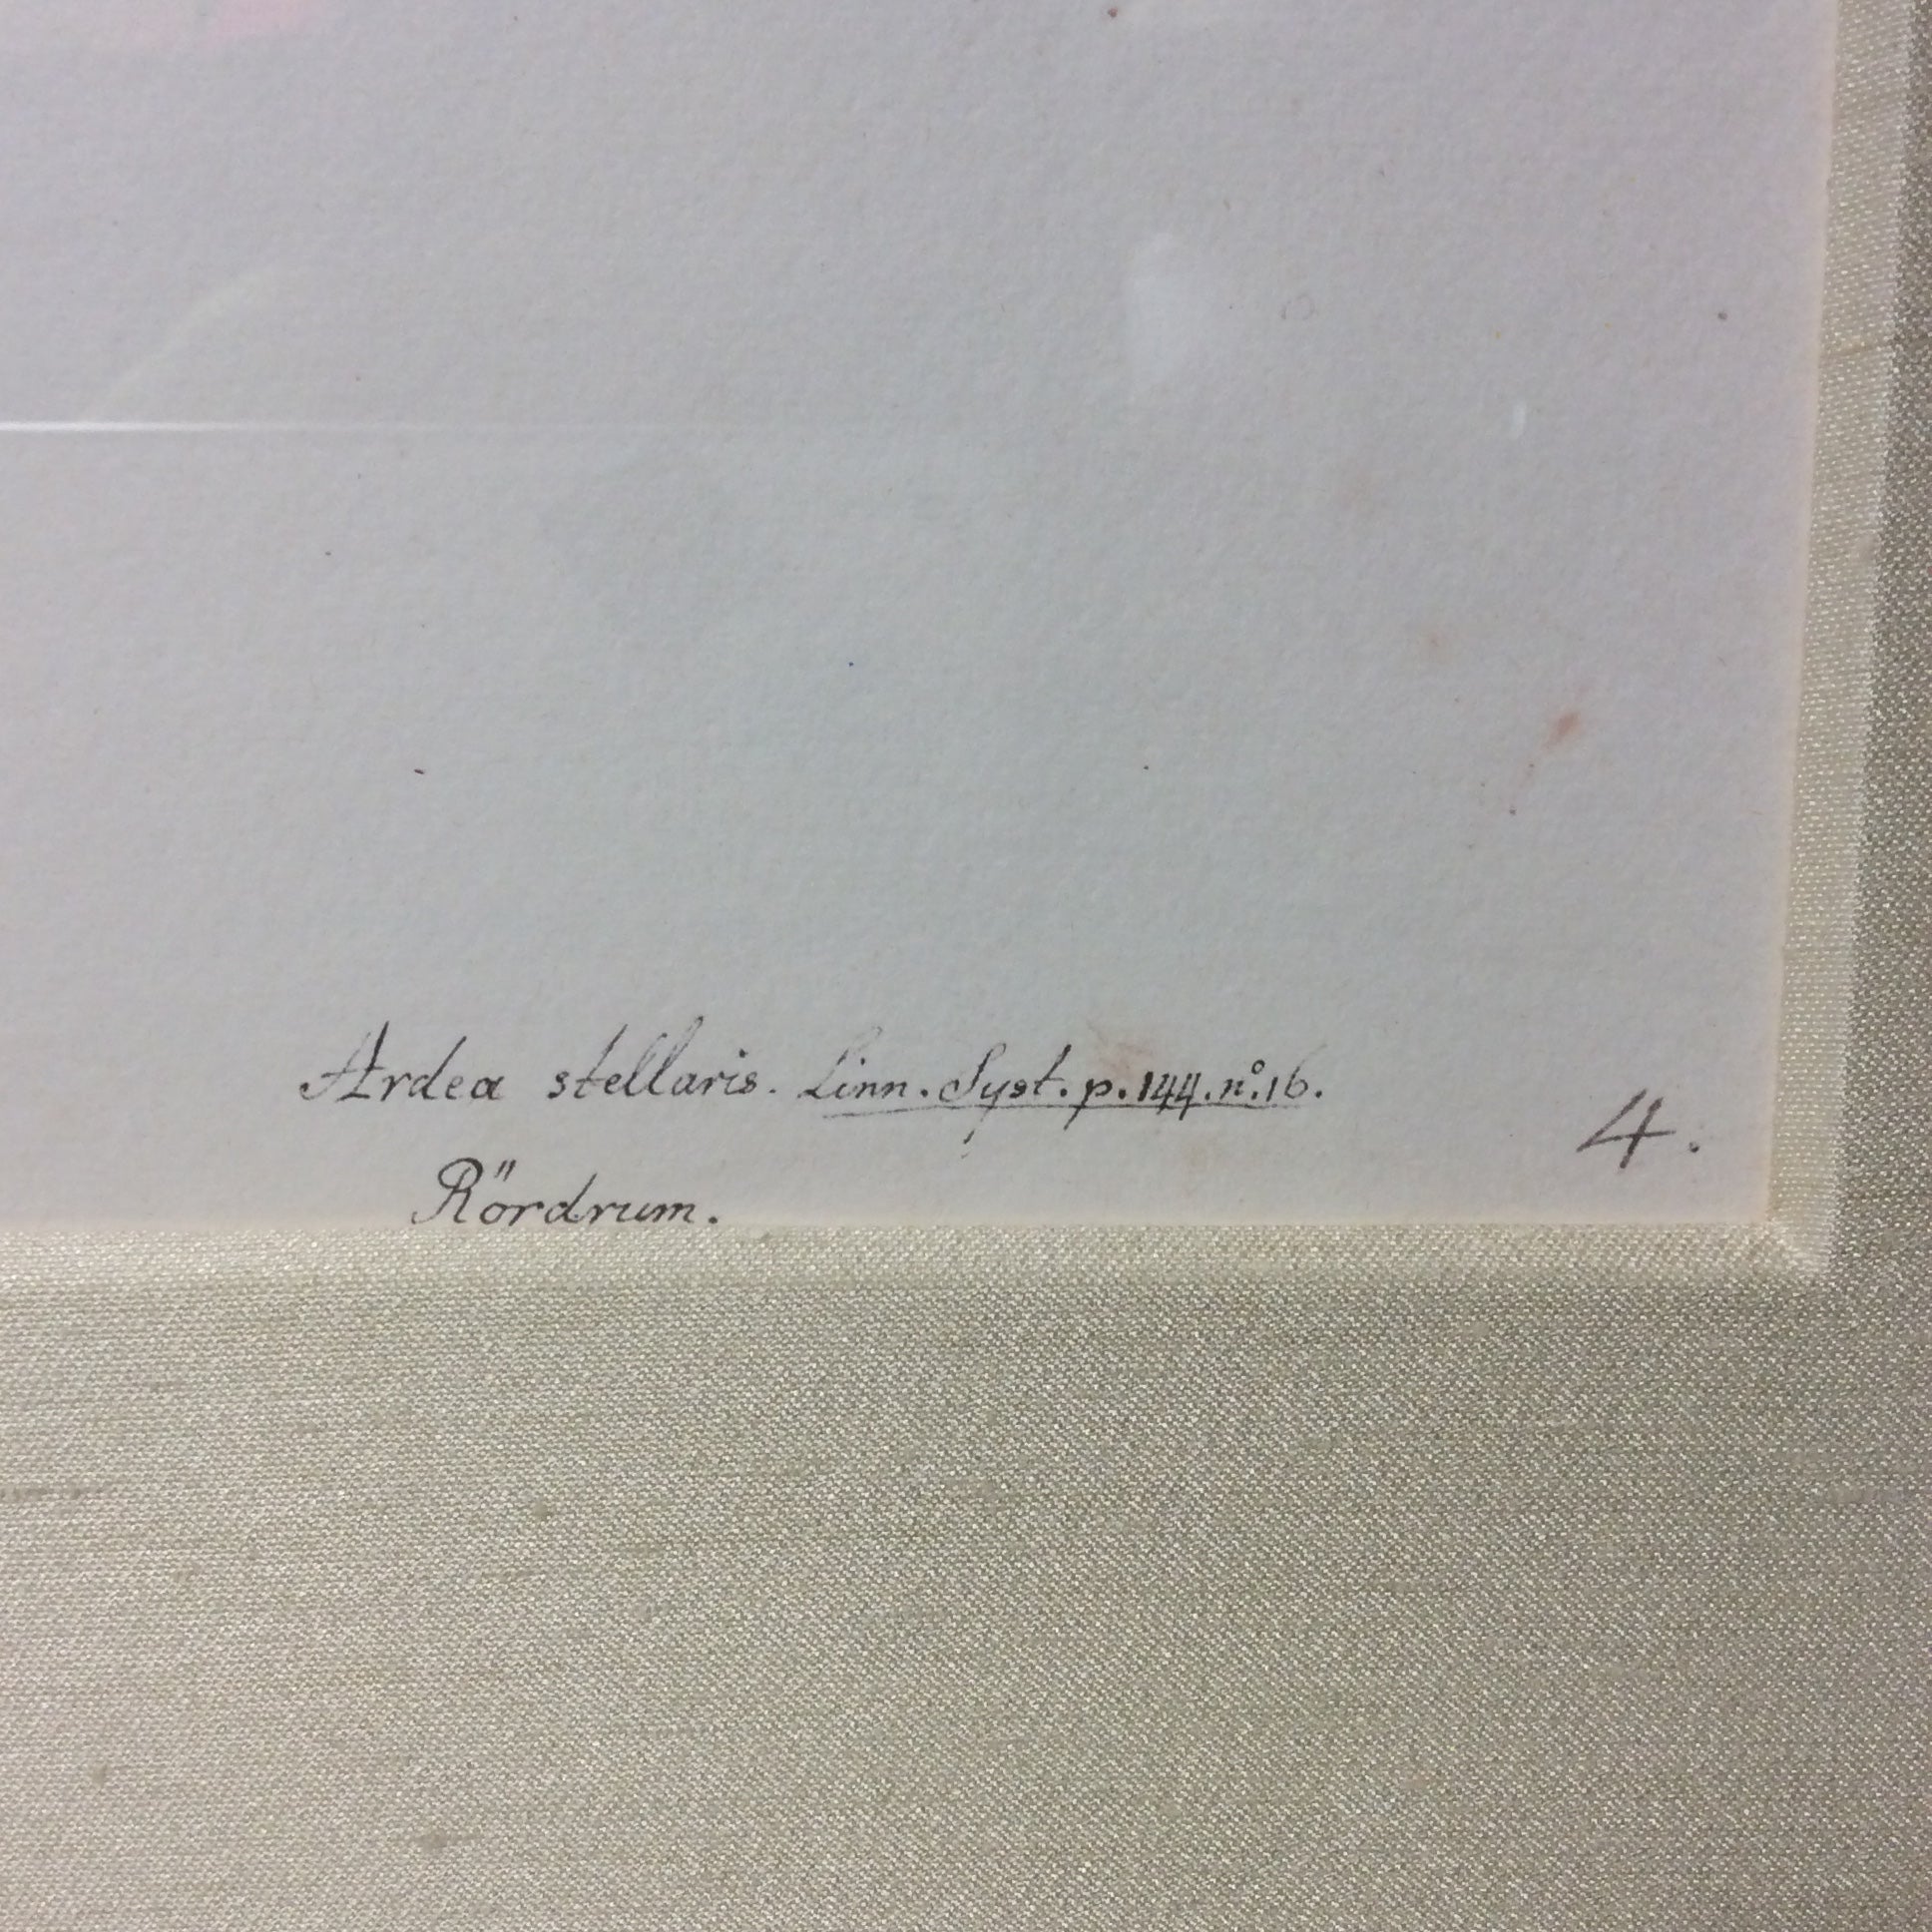 Ardea stellaris. Linn. Syst. p. 144. nº. 16.
4.
Rördrum.